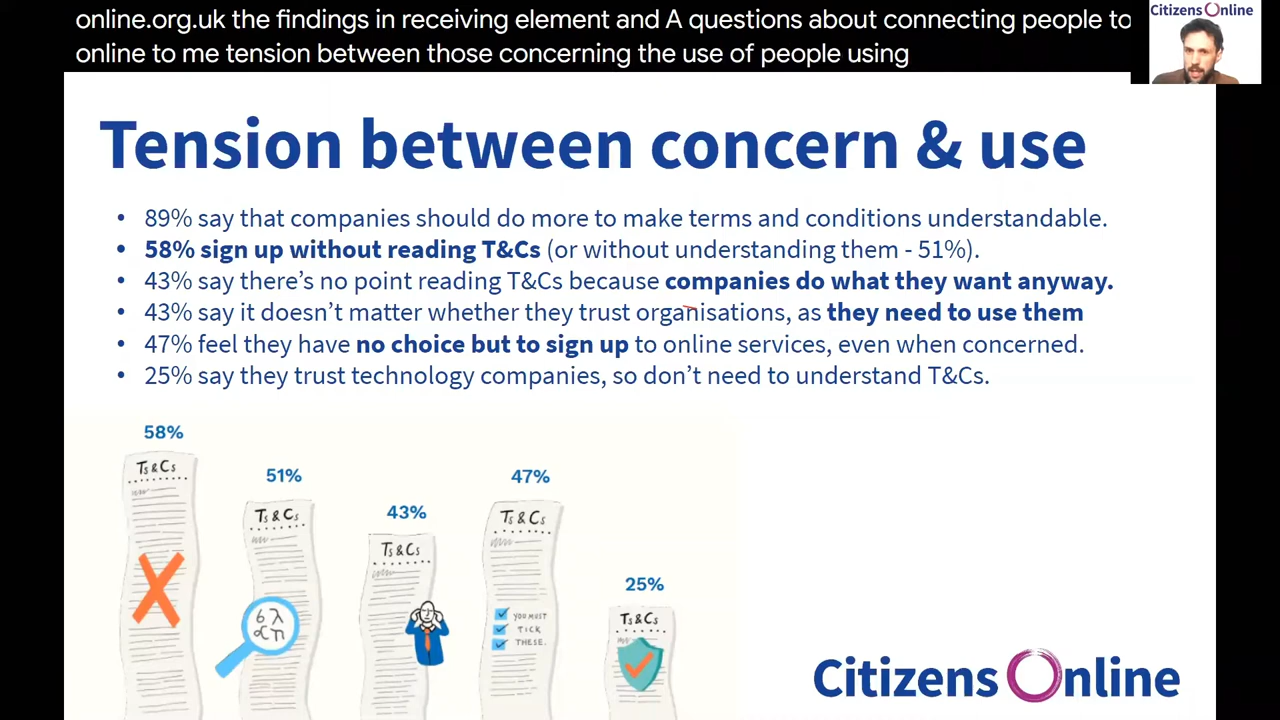 online.org.uk the findings in receiving element and A questions about connecting people to
online to me tension between those concerning the use of people using
Citizens Online
Tension between concern & use
• 89% say that companies should do more to make terms and conditions understandable.
• 58% sign up without reading T&Cs (or without understanding them - 51%).
• 43% say there’s no point reading T&Cs because companies do what they want anyway.
• 43% say it doesn’t matter whether they trust organisations, as they need to use them
• 47% feel they have no choice but to sign up to online services, even when concerned.
• 25% say they trust technology companies, so don’t need to understand T&Cs.
58%
51%
43%
47%
25%
Ts & Cs
Ts & Cs
Ts & Cs
Ts & Cs
Ts & Cs
YOU MUST
TICK
THESE.
Citizens Online